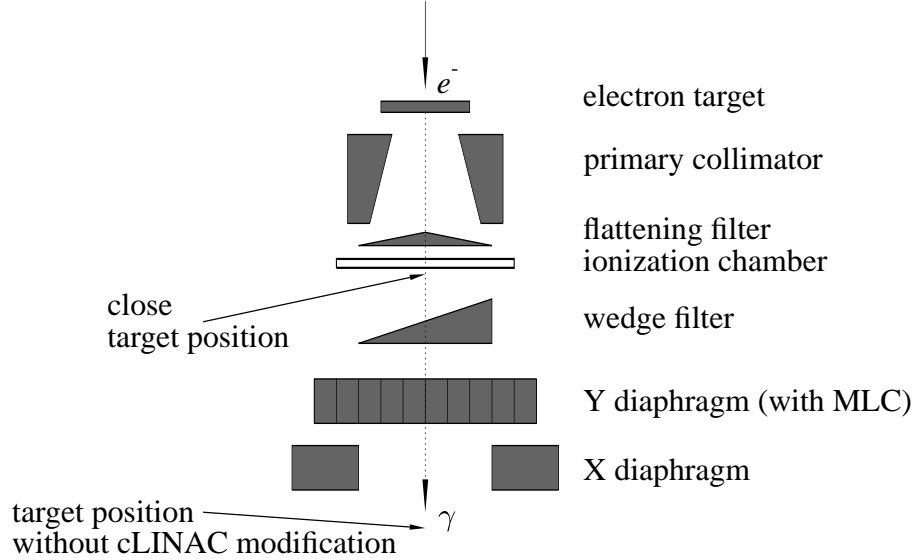 e-
electron target
primary collimator
flattening filter
ionization chamber
close
target position
wedge filter
Y diaphragm (with MLC)
X diaphragm
γ
target position
without cLINAC modification